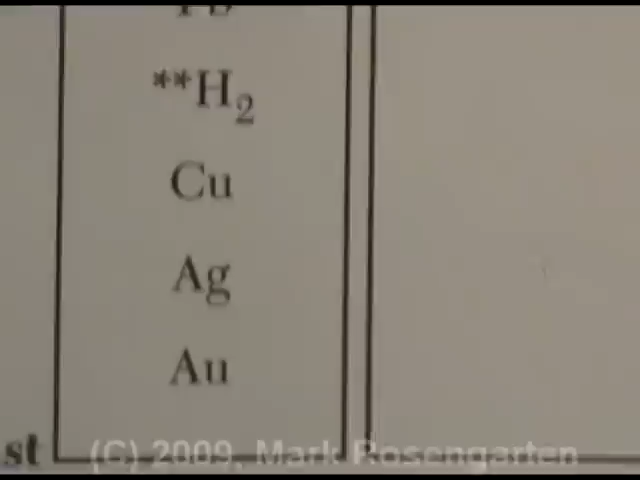 **H₂
Cu
Ag
Au
st
(C) 2009, Mark Rosengarten